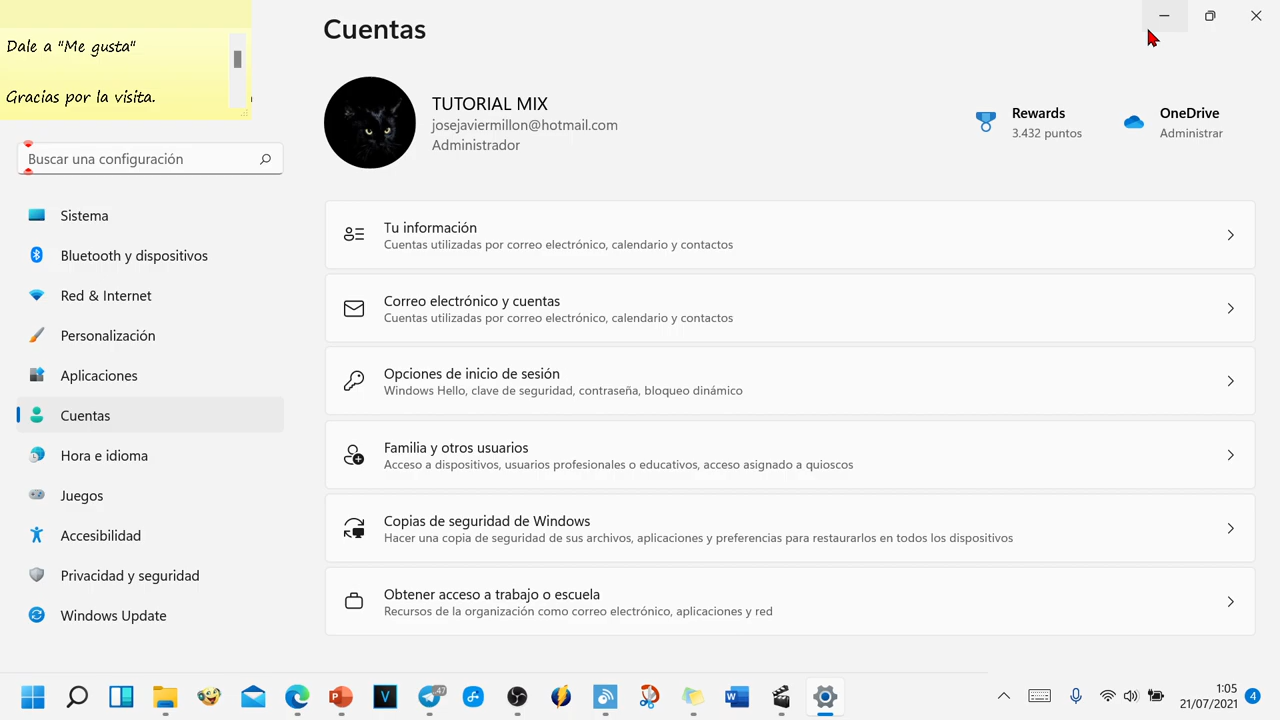 Dale a "Me gusta"
Gracias por la visita.
Cuentas
TUTORIAL MIX
josejaviermillon@hotmail.com
Administrador
Rewards
3.432 puntos
OneDrive
Administrar
Buscar una configuración
Sistema
Bluetooth y dispositivos
Red & Internet
Personalización
Aplicaciones
Cuentas
Hora e idioma
Juegos
Accesibilidad
Privacidad y seguridad
Windows Update
Tu información
Cuentas utilizadas por correo electrónico, calendario y contactos
Correo electrónico y cuentas
Cuentas utilizadas por correo electrónico, calendario y contactos
Opciones de inicio de sesión
Windows Hello, clave de seguridad, contraseña, bloqueo dinámico
Familia y otros usuarios
Acceso a dispositivos, usuarios profesionales o educativos, acceso asignado a quioscos
Copias de seguridad de Windows
Hacer una copia de seguridad de sus archivos, aplicaciones y preferencias para restaurarlos en todos los dispositivos
Obtener acceso a trabajo o escuela
Recursos de la organización como correo electrónico, aplicaciones y red
P
V
.47
W
1:05
21/07/2021
4